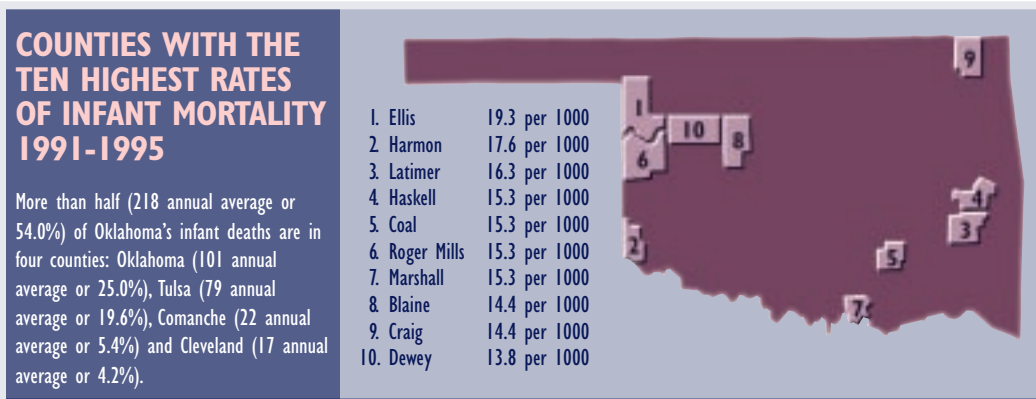 COUNTIES WITH THE
TEN HIGHEST RATES
OF INFANT MORTALITY
1991-1995
More than half (218 annual average or
54.0%) of Oklahoma's infant deaths are in
four counties: Oklahoma (101 annual
average or 25.0%), Tulsa (79 annual
average or 19.6%), Comanche (22 annual
average or 5.4%) and Cleveland (17 annual
average or 4.2%).
1. Ellis 19.3 per 1000
2. Harmon 17.6 per 1000
3. Latimer 16.3 per 1000
4. Haskell 15.3 per 1000
5. Coal 15.3 per 1000
6. Roger Mills 15.3 per 1000
7. Marshall 15.3 per 1000
8. Blaine 14.4 per 1000
9. Craig 14.4 per 1000
10. Dewey 13.8 per 1000
9
1
10
8
6
4
3
2
5
7